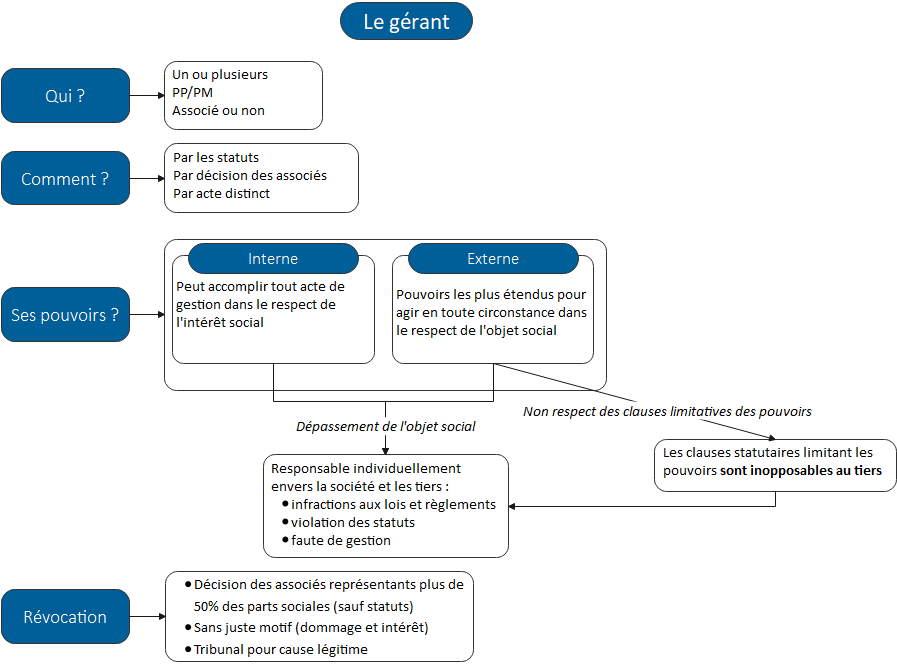 Le gérant
Qui ?
Un ou plusieurs
PP/PM
Associé ou non
Comment ?
Par les statuts
Par décision des associés
Par acte distinct
Ses pouvoirs ?
Interne
Peut accomplir tout acte de
gestion dans le respect de
l'intérêt social
Externe
Pouvoirs les plus étendus pour
agir en toute circonstance dans
le respect de l'objet social
Dépassement de l'objet social
Non respect des clauses limitatives des pouvoirs
Les clauses statutaires limitant les
pouvoirs sont inopposables au tiers
Responsable individuellement
envers la société et les tiers :
• infractions aux lois et règlements
• violation des statuts
• faute de gestion
Révocation
• Décision des associés représentants plus de
50% des parts sociales (sauf statuts)
• Sans juste motif (dommage et intérêt)
• Tribunal pour cause légitime